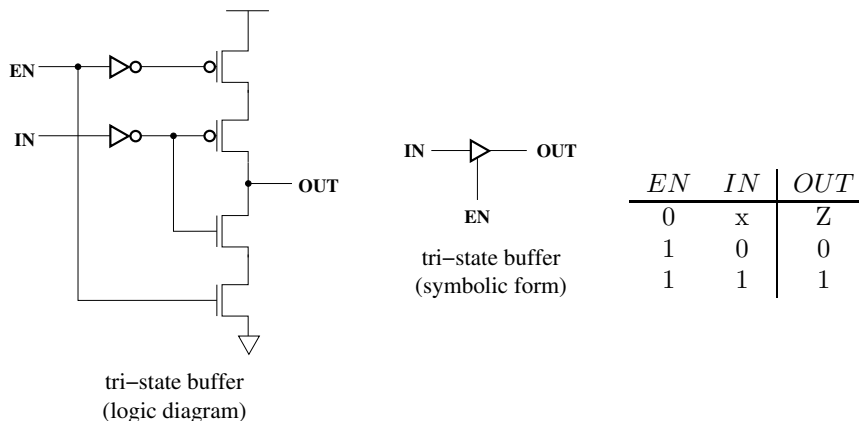 EN
IN
OUT
tri−state buffer
(logic diagram)
IN
OUT
EN
tri−state buffer
(symbolic form)
EN IN OUT
0 x Z
1 0 0
1 1 1